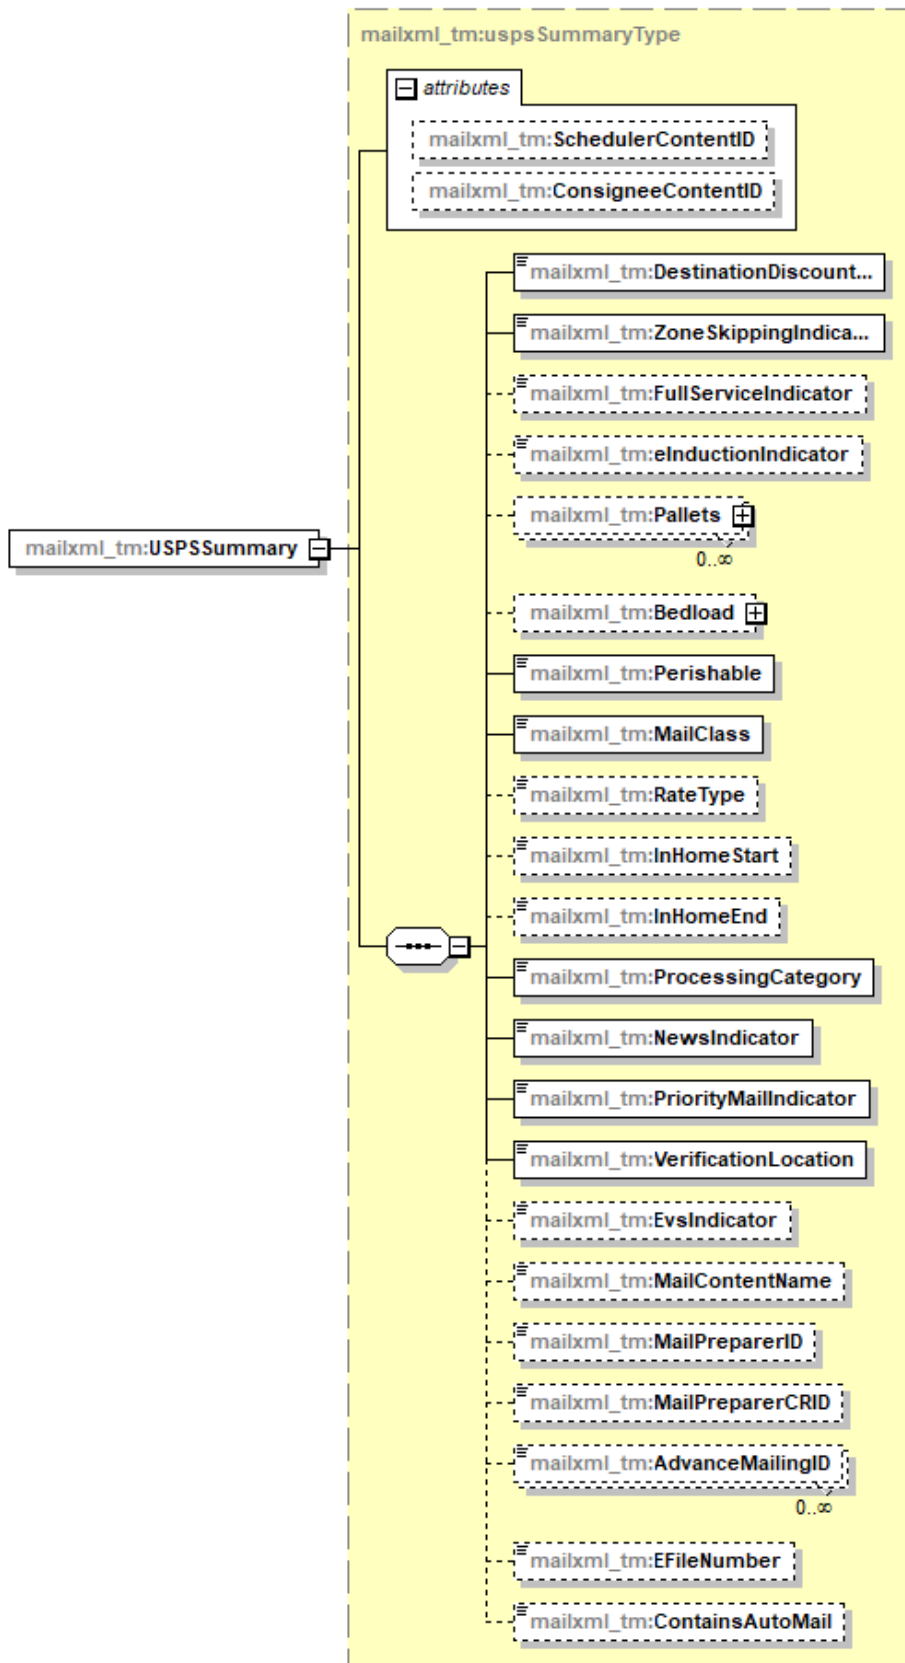 mailxml_tm:uspsSummaryType
attributes
mailxml_tm:SchedulerContentID
mailxml_tm:ConsigneeContentID
mailxml_tm:DestinationDiscount...
mailxml_tm:ZoneSkippingIndica...
mailxml_tm:FullServiceIndicator
mailxml_tm:eInductionIndicator
mailxml_tm:Pallets
0..∞
mailxml_tm:USPSSummary
mailxml_tm:Bedload
mailxml_tm:Perishable
mailxml_tm:MailClass
mailxml_tm:RateType
mailxml_tm:InHomeStart
mailxml_tm:InHomeEnd
mailxml_tm:ProcessingCategory
mailxml_tm:NewsIndicator
mailxml_tm:PriorityMailIndicator
mailxml_tm:VerificationLocation
mailxml_tm:EvsIndicator
mailxml_tm:MailContentName
mailxml_tm:MailPreparerID
mailxml_tm:MailPreparerCRID
mailxml_tm:AdvanceMailingID
0..∞
mailxml_tm:EFileNumber
mailxml_tm:ContainsAutoMail